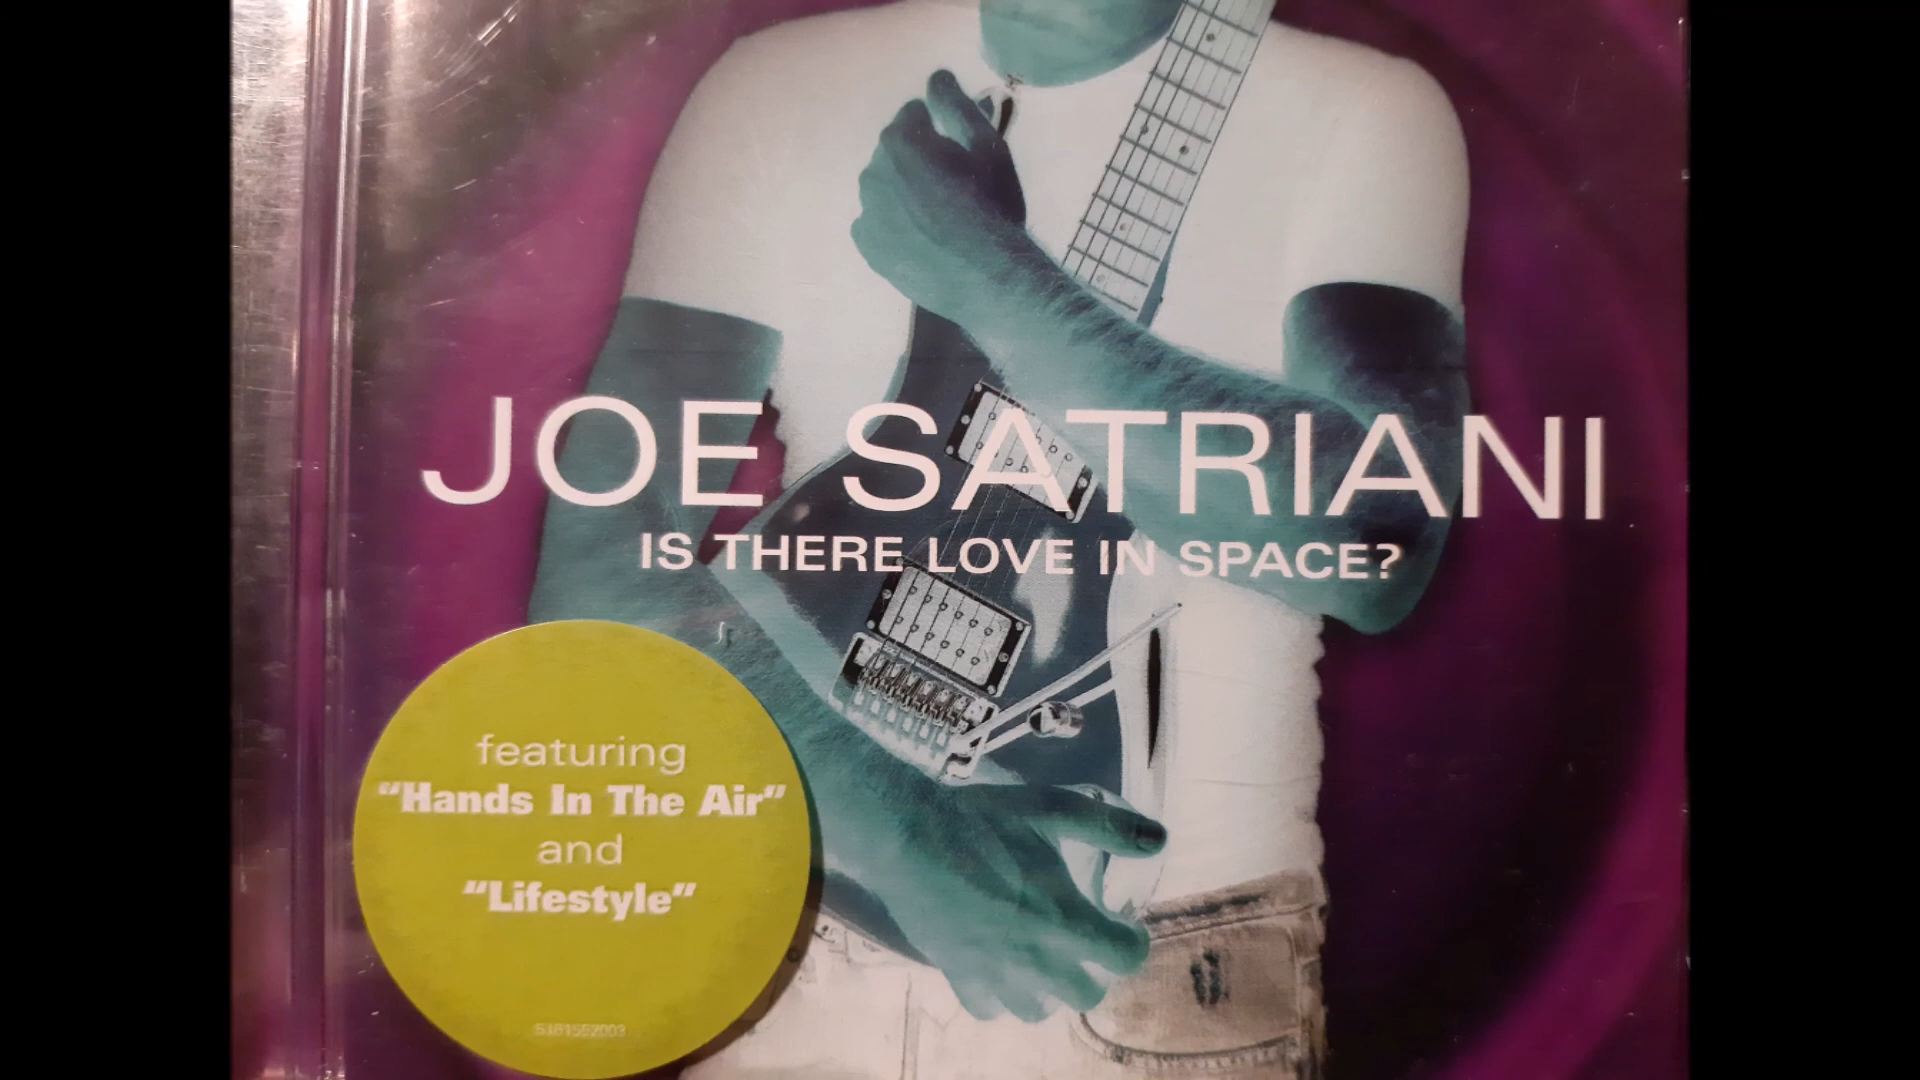 JOE SATRIANI
IS THERE LOVE IN SPACE?
featuring
"Hands In The Air"
and
"Lifestyle"